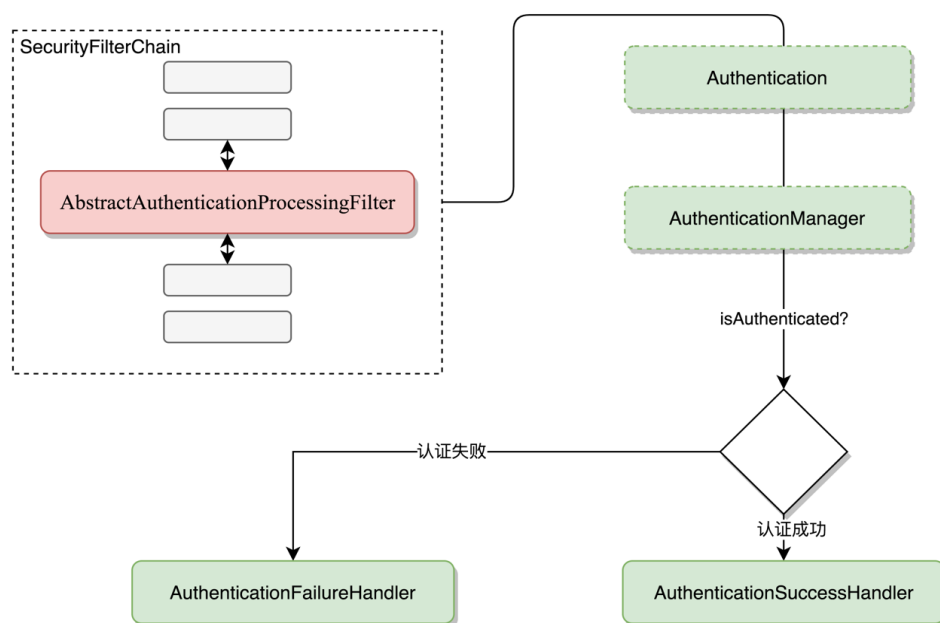 SecurityFilterChain
Authentication
AbstractAuthenticationProcessingFilter
AuthenticationManager
isAuthenticated?
认证失败
认证成功
AuthenticationFailureHandler
AuthenticationSuccessHandler